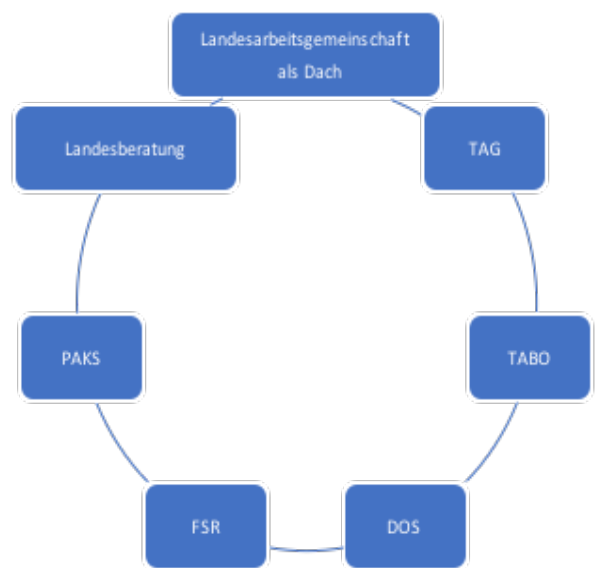 Landesarbeitsgemeinschaft
als Dach
Landesberatung
TAG
PAKS
TABO
FSR
DOS